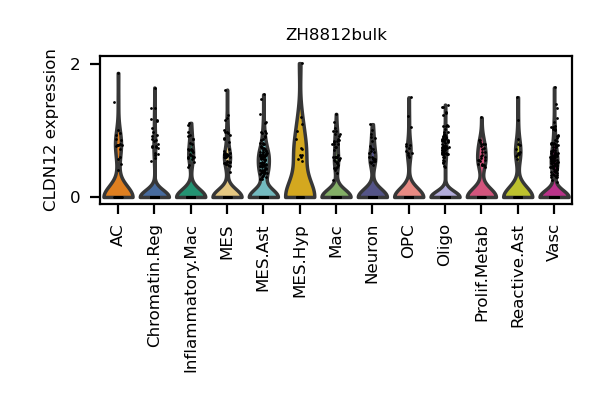 ZH8812bulk
CLDN12 expression
2
0
AC
Chromatin.Reg
Inflammatory.Mac
MES
MES.Ast
MES.Hyp
Mac
Neuron
OPC
Oligo
Prolif.Metab
Reactive.Ast
Vasc